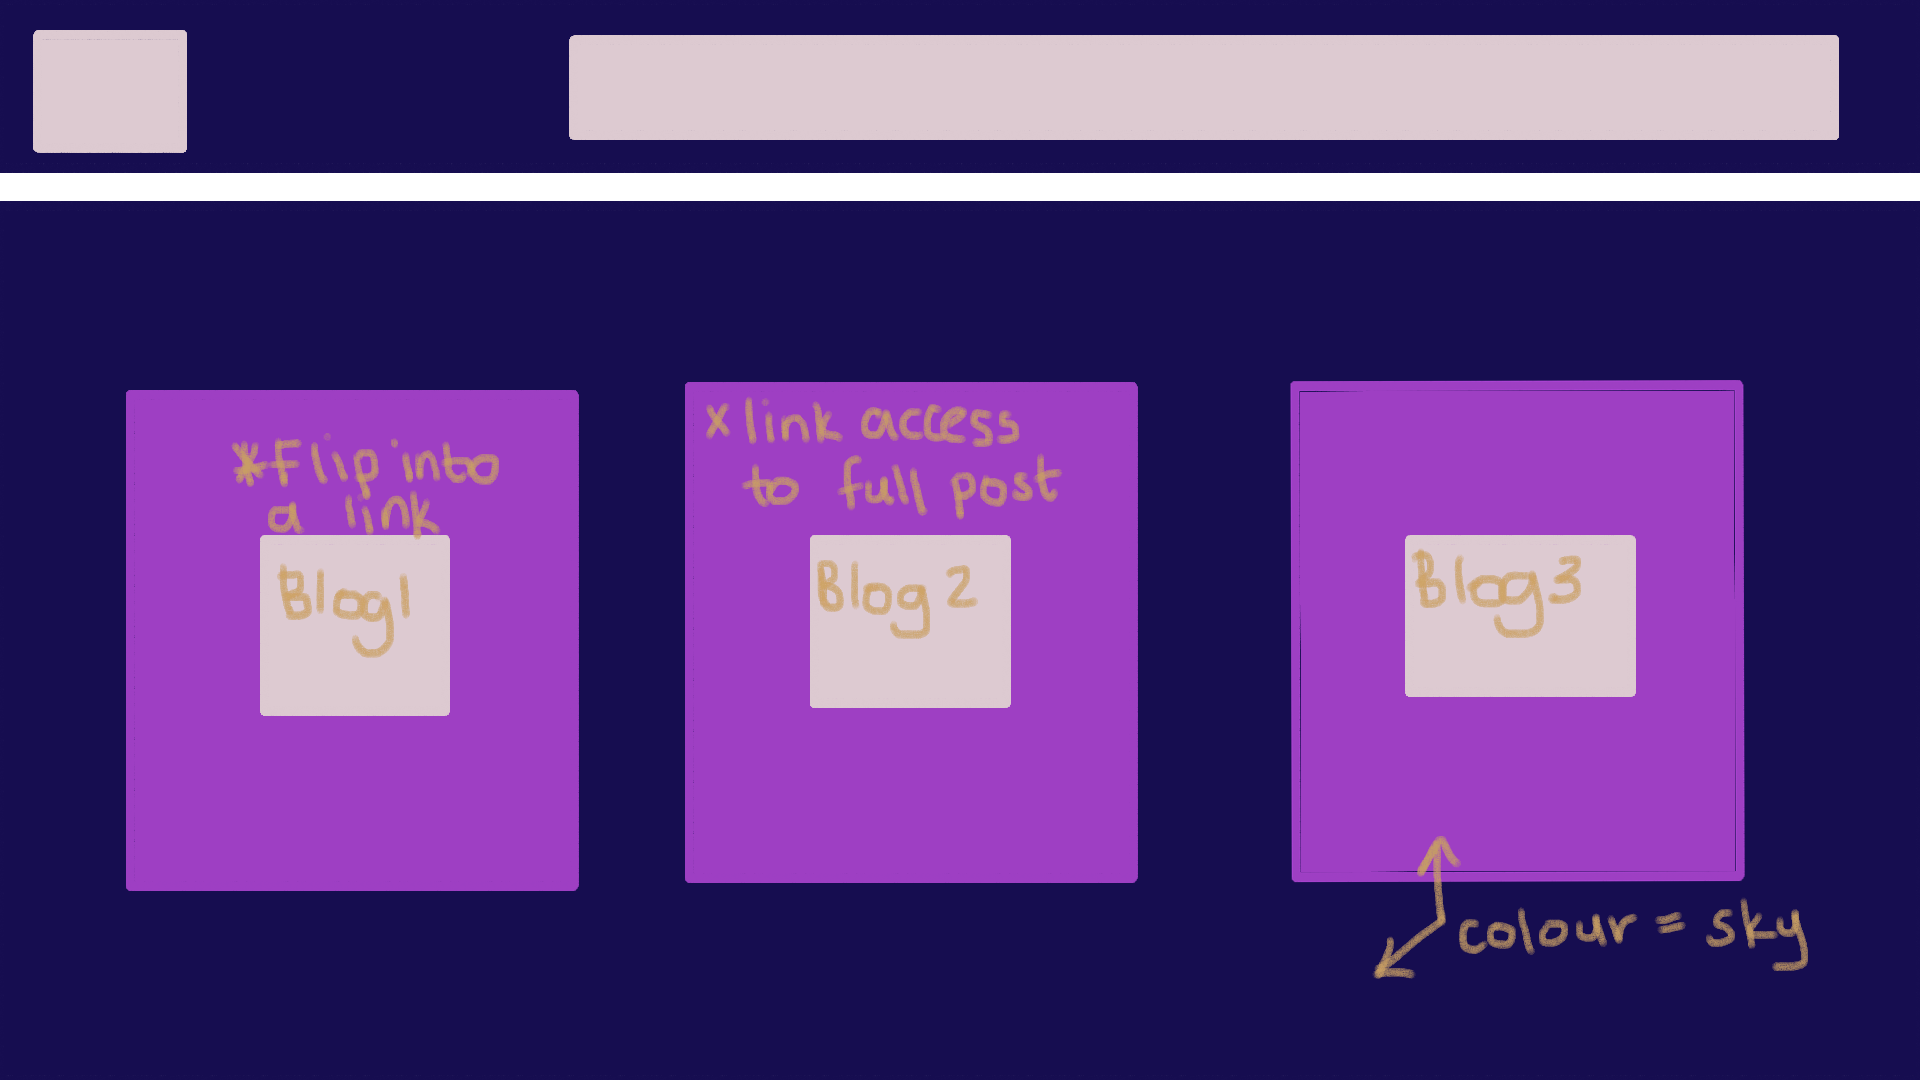 *Flip into
a link
Blog1
x link access
to full post
Blog 2
Blog3
colour = sky